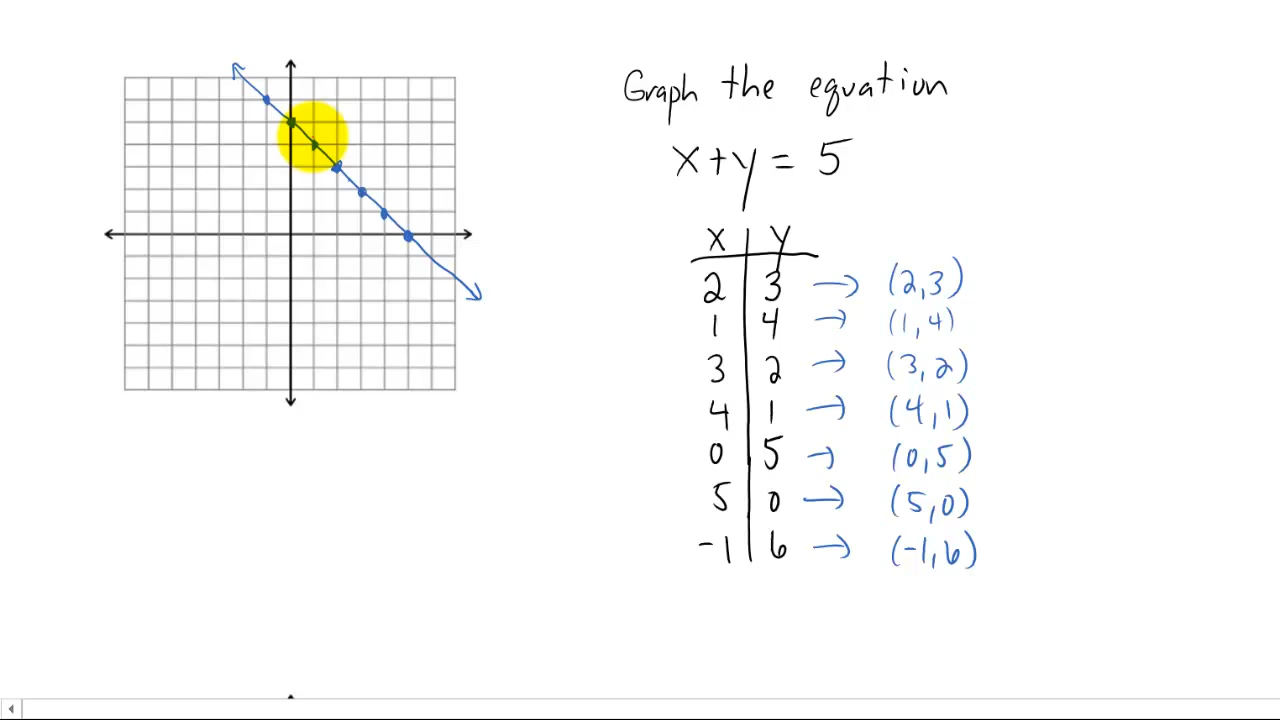 Graph the equation
x+y = 5
x y
2 3 → (2,3)
1 4 → (1,4)
3 2 → (3,2)
4 1 → (4,1)
0 5 → (0,5)
5 0 → (5,0)
-1 6 → (-1,6)